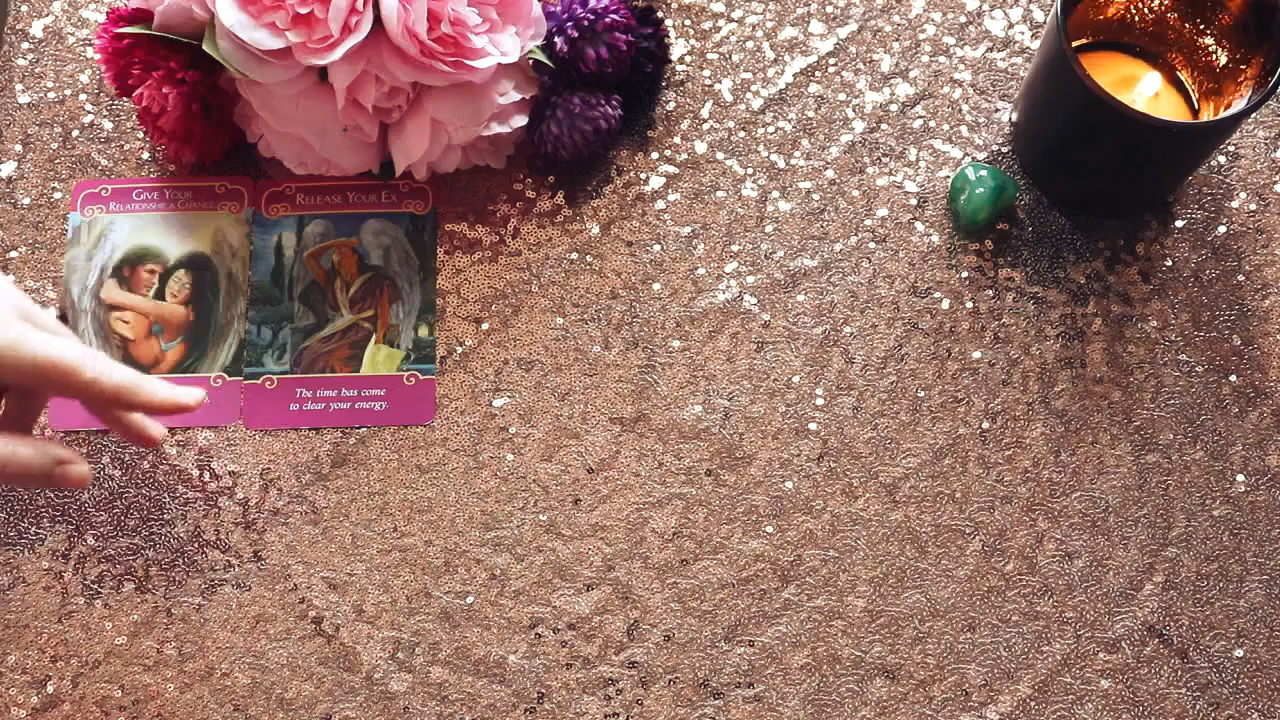 GIVE YOUR
RELATIONSHIP A CHANCE
RELEASE YOUR EX
The time has come
to clear your energy.